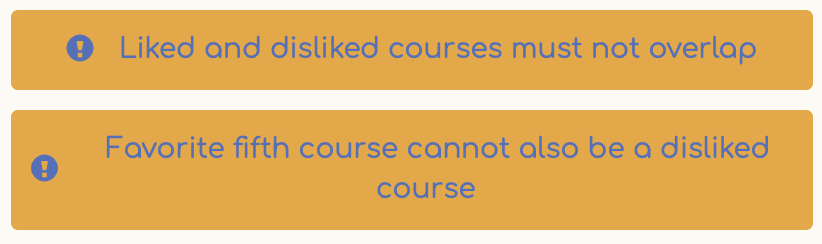 Liked and disliked courses must not overlap
Favorite fifth course cannot also be a disliked
course